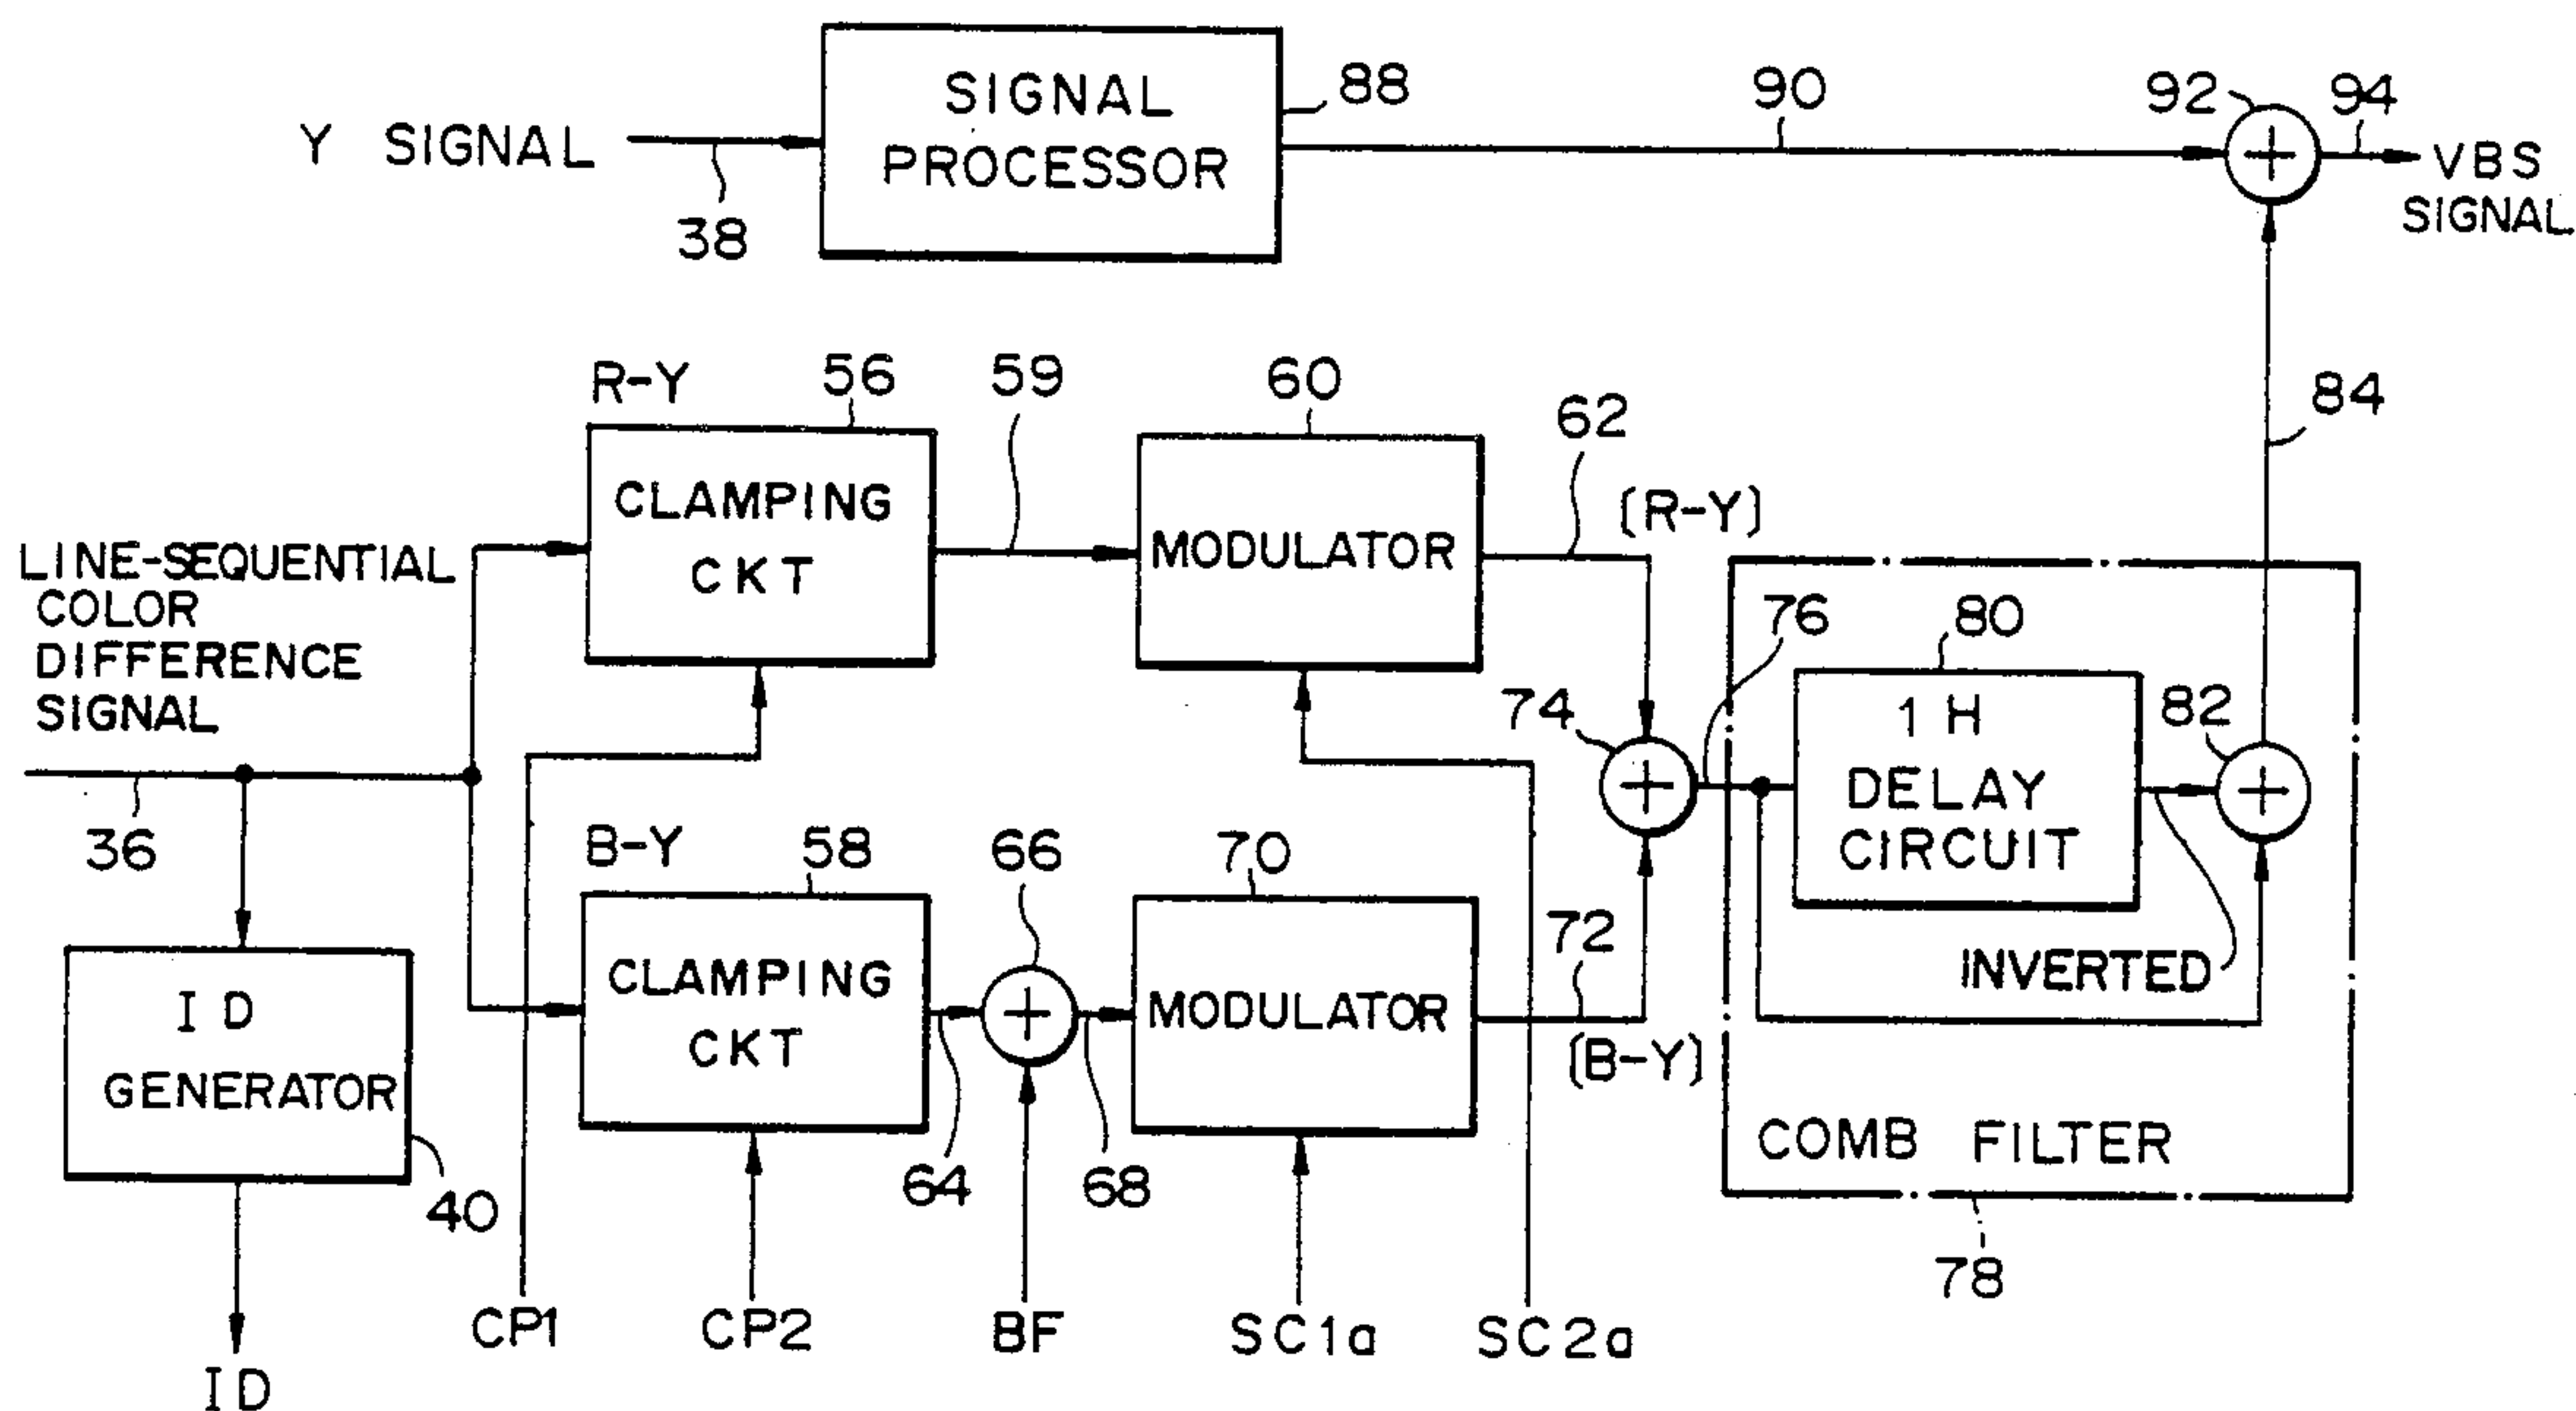 Y SIGNAL
38
SIGNAL
PROCESSOR
88
90
92
94
VBS
SIGNAL
LINE-SEQUENTIAL
COLOR
DIFFERENCE
SIGNAL
36
R-Y
56
CLAMPING
CKT
59
60
MODULATOR
62
(R-Y)
84
74
76
80
1H
DELAY
CIRCUIT
82
INVERTED
COMB FILTER
78
B-Y
58
CLAMPING
CKT
64
66
68
70
MODULATOR
72
(B-Y)
ID
GENERATOR
40
ID
CP1
CP2
BF
SC1a
SC2a